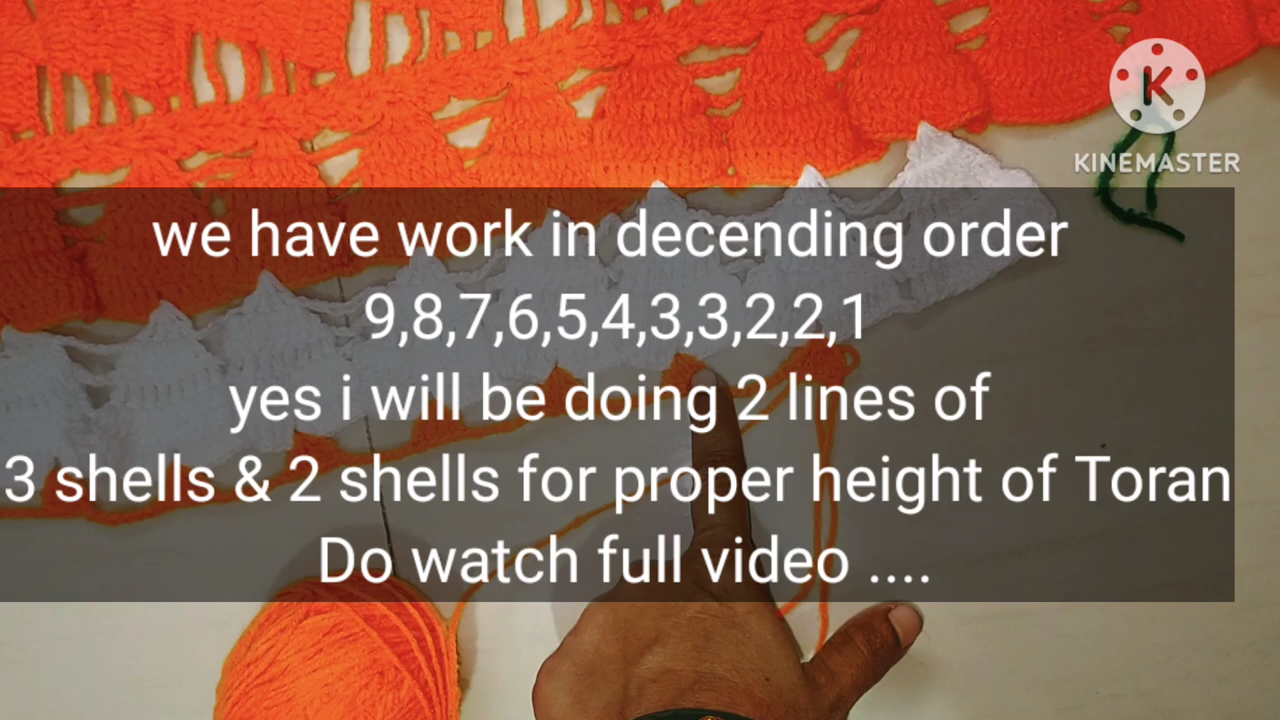 KINEMASTER
we have work in decending order
9,8,7,6,5,4,3,3,2,2,1
yes i will be doing 2 lines of
3 shells & 2 shells for proper height of Toran
Do watch full video ....